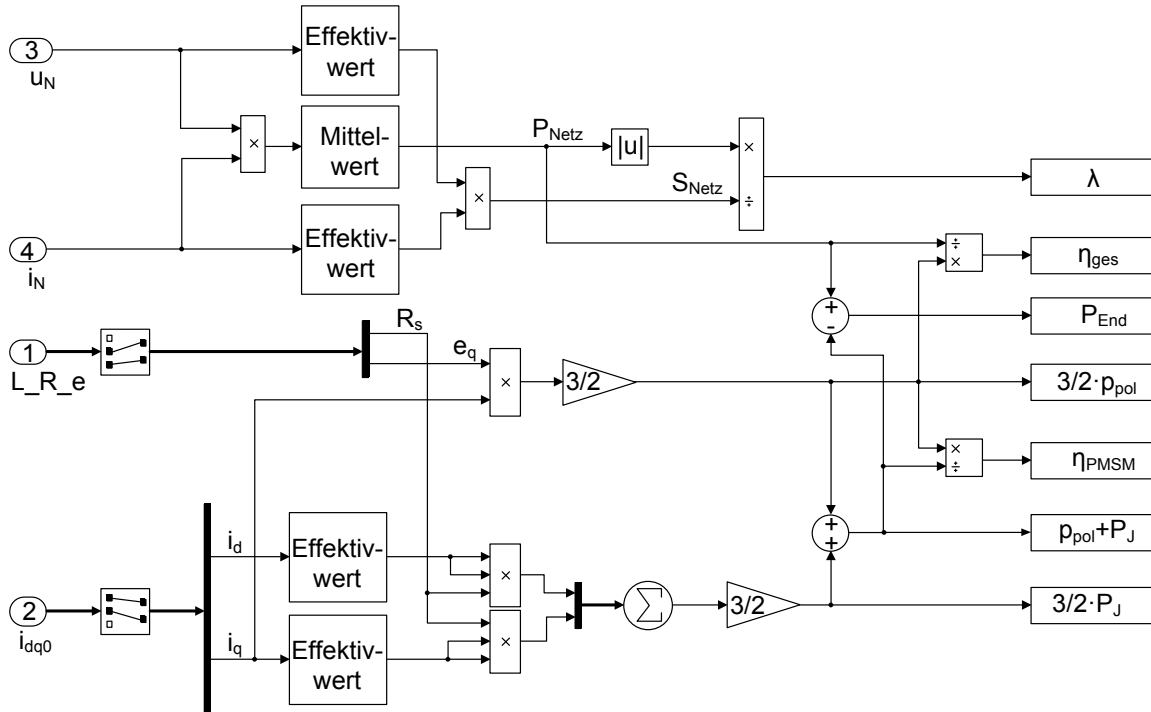 3
u_N
Effektiv-
wert
×
Mittel-
wert
P_Netz
|u|
×
÷
λ
S_Netz
×
4
i_N
Effektiv-
wert
÷
×
η_ges
+
-
P_End
1
L_R_e
R_s
e_q
×
3/2
3/2·p_pol
×
÷
η_PMSM
+
+
p_pol+P_J
2
i_dq0
i_d
Effektiv-
wert
×
i_q
Effektiv-
wert
×
Σ
3/2
3/2·P_J